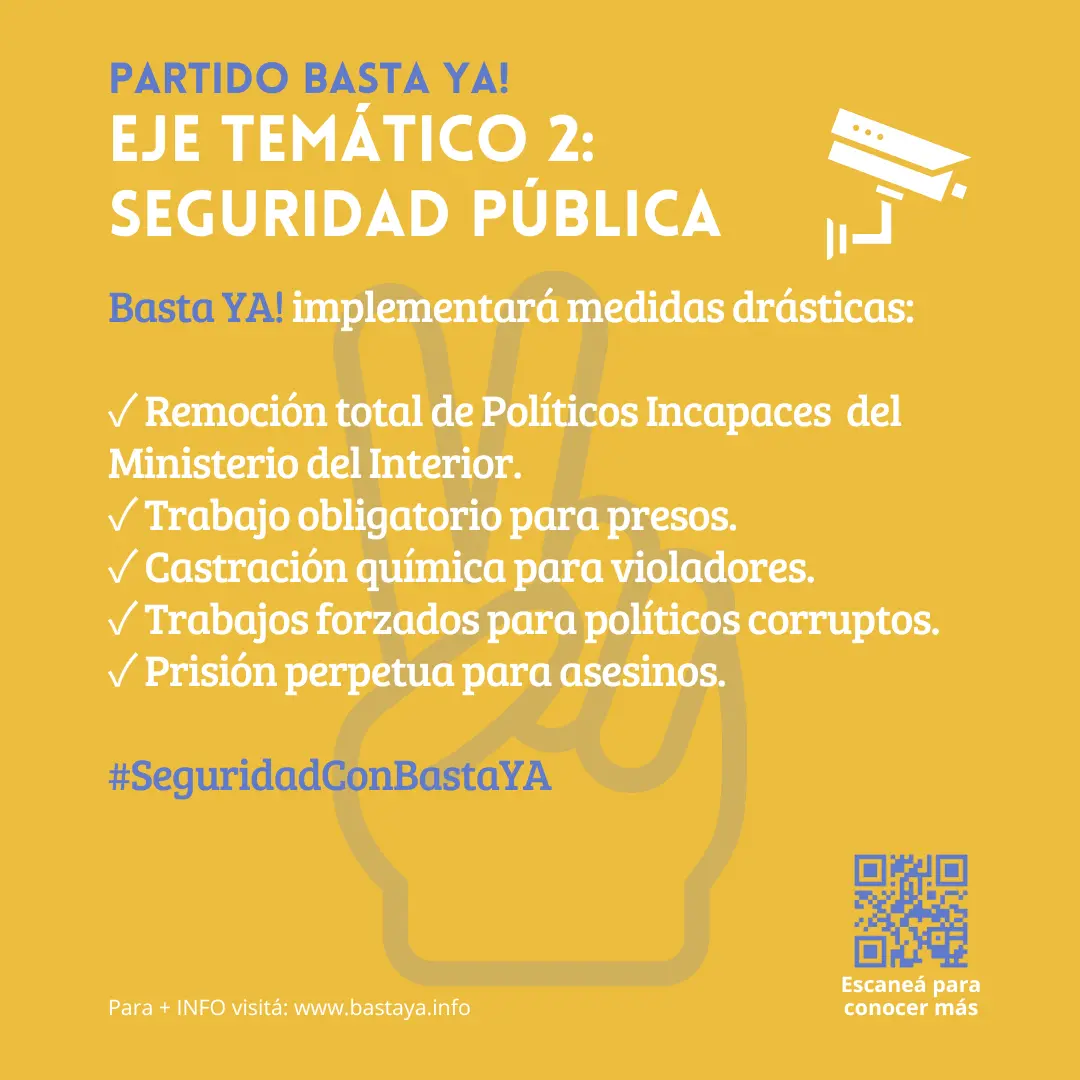 PARTIDO BASTA YA!
EJE TEMÁTICO 2:
SEGURIDAD PÚBLICA
Basta YA! implementará medidas drásticas:
✓ Remoción total de Políticos Incapaces  del
Ministerio del Interior.
✓ Trabajo obligatorio para presos.
✓ Castración química para violadores.
✓ Trabajos forzados para políticos corruptos.
✓ Prisión perpetua para asesinos.
#SeguridadConBastaYA
Para + INFO visitá: www.bastaya.info
Escaneá para
conocer más